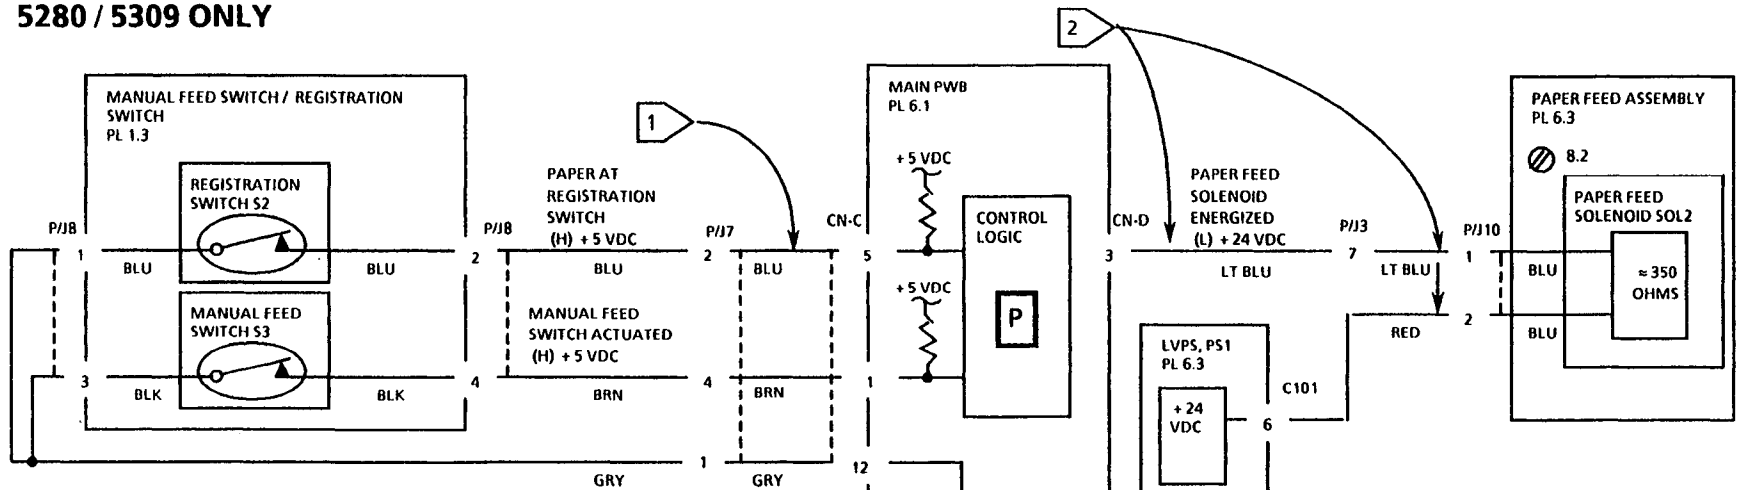 5280 / 5309 ONLY
2
MANUAL FEED SWITCH / REGISTRATION
SWITCH
PL 1.3
1
MAIN PWB
PL 6.1
PAPER FEED ASSEMBLY
PL 6.3
8.2
REGISTRATION
SWITCH S2
PAPER AT
REGISTRATION
SWITCH
(H) + 5 VDC
+ 5 VDC
CONTROL
LOGIC
PAPER FEED
SOLENOID
ENERGIZED
(L) + 24 VDC
PAPER FEED
SOLENOID SOL2
P/J8
P/J8
P/J7
CN-C
CN-D
P/J3
P/J10
1
BLU
BLU
2
BLU
2
BLU
5
3
LT BLU
7
LT BLU
1
BLU
≈ 350
OHMS
+ 5 VDC
MANUAL FEED
SWITCH S3
MANUAL FEED
SWITCH ACTUATED
(H) + 5 VDC
P
RED
2
BLU
LVPS, PS1
PL 6.3
3
BLK
BLK
4
BRN
4
BRN
1
C101
+ 24
VDC
6
GRY
1
GRY
12